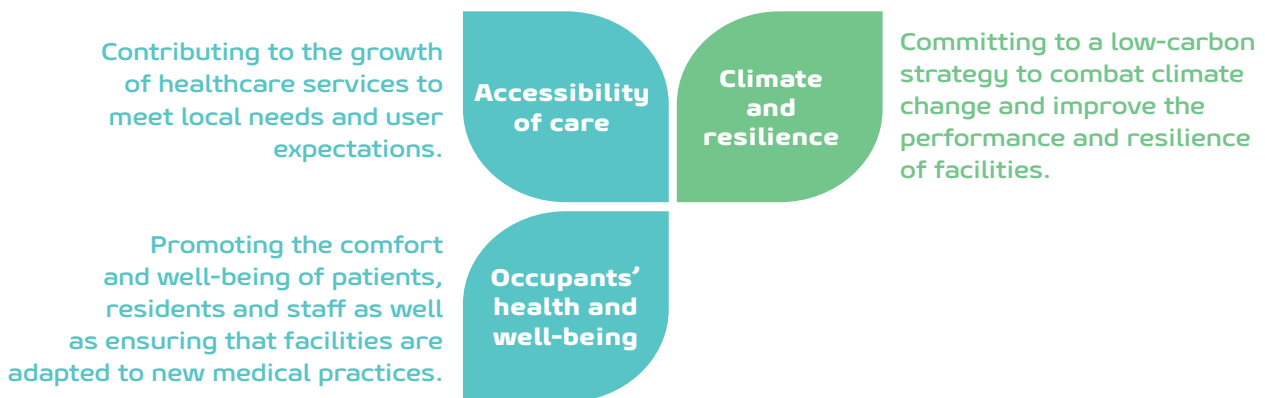 Contributing to the growth
of healthcare services to
meet local needs and user
expectations.
Accessibility
of care
Climate
and
resilience
Committing to a low-carbon
strategy to combat climate
change and improve the
performance and resilience
of facilities.
Promoting the comfort
and well-being of patients,
residents and staff as well
as ensuring that facilities are
adapted to new medical practices.
Occupants’
health and
well-being